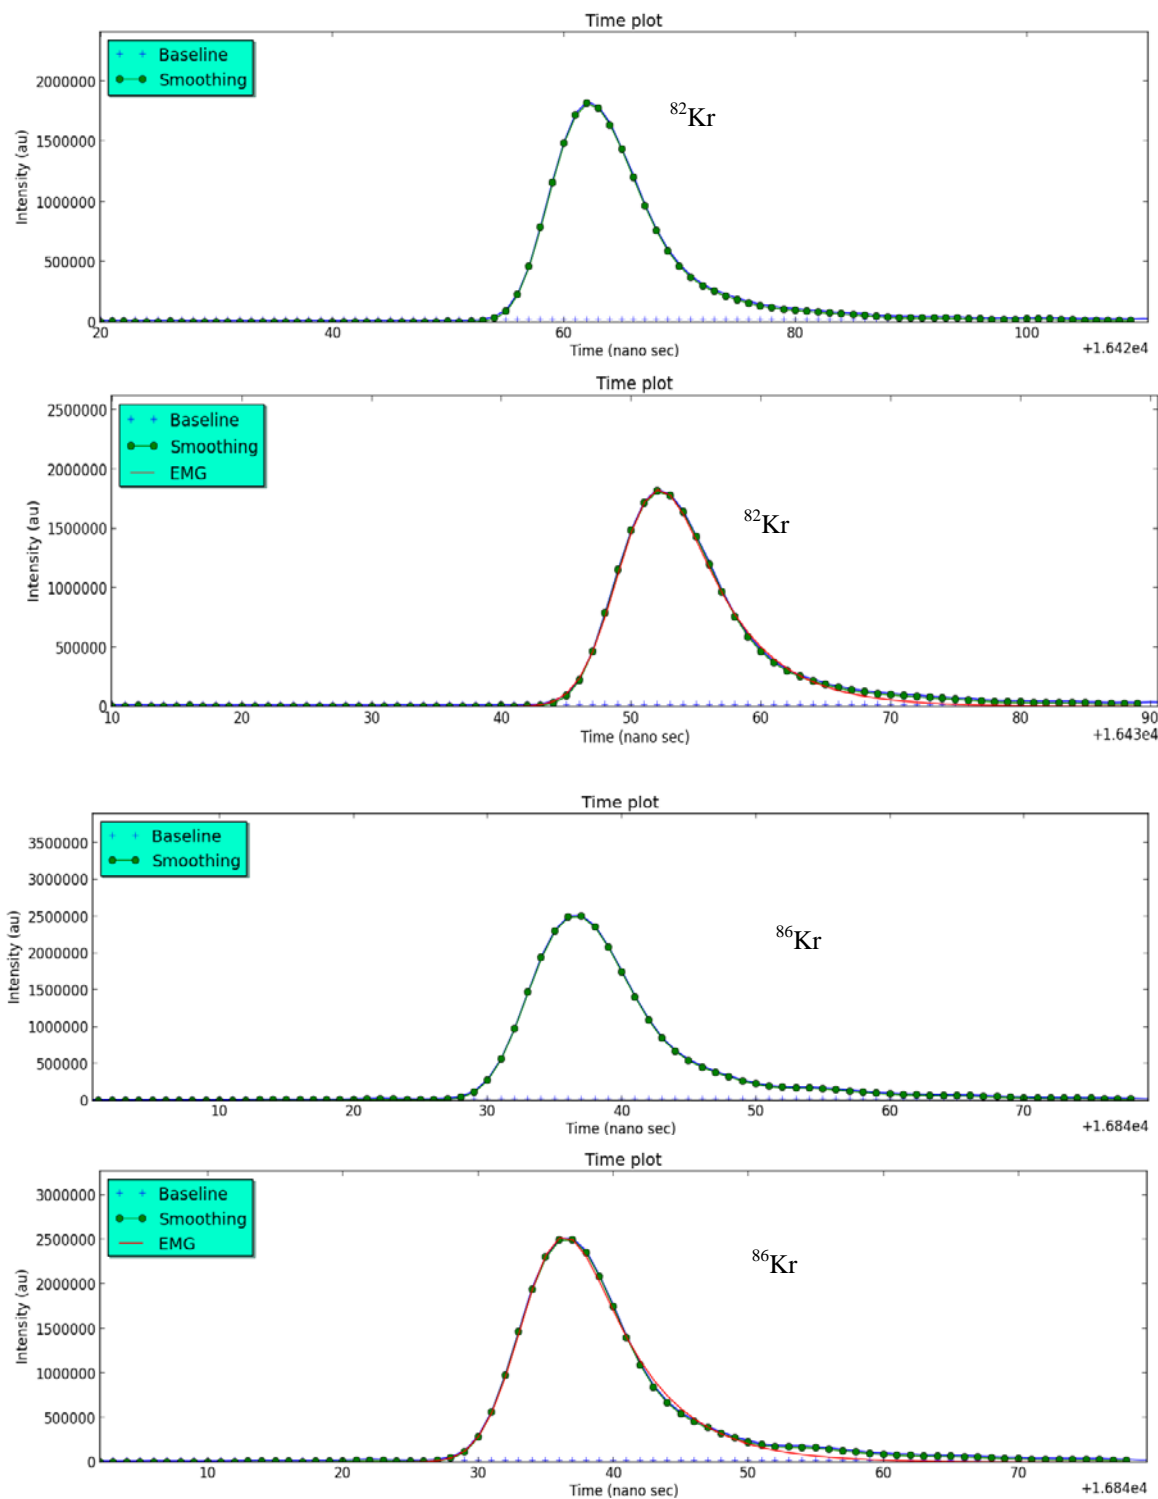 Time plot
Baseline
Smoothing
82Kr
Intensity (au)
2000000
1500000
1000000
500000
0
20 40 60 80 100
Time (nano sec)
+1.642e4
Time plot
Baseline
Smoothing
EMG
82Kr
Intensity (au)
2500000
2000000
1500000
1000000
500000
0
10 20 30 40 50 60 70 80 90
Time (nano sec)
+1.643e4
Time plot
Baseline
Smoothing
86Kr
Intensity (au)
3500000
3000000
2500000
2000000
1500000
1000000
500000
0
10 20 30 40 50 60 70
Time (nano sec)
+1.684e4
Time plot
Baseline
Smoothing
EMG
86Kr
Intensity (au)
3000000
2500000
2000000
1500000
1000000
500000
0
10 20 30 40 50 60 70
Time (nano sec)
+1.684e4